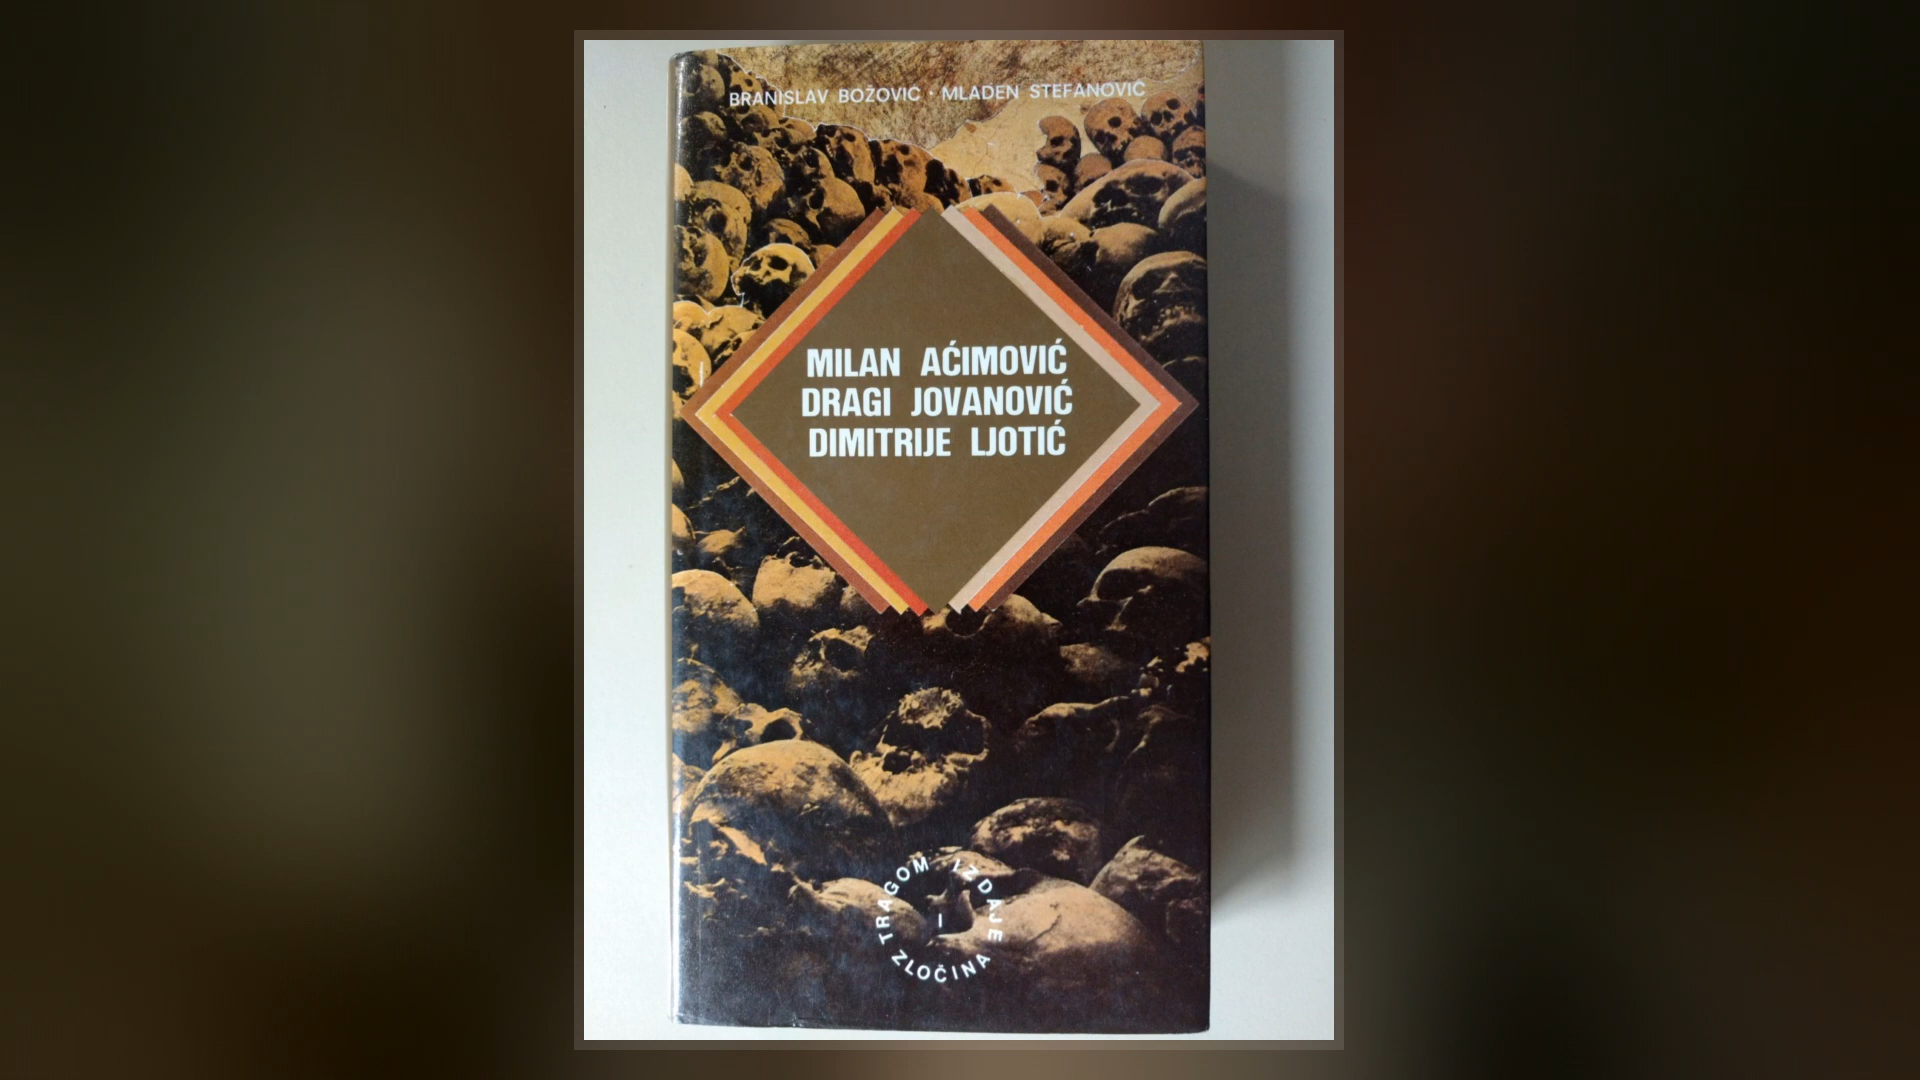 BRANISLAV BOŽOVIĆ · MLADEN STEFANOVIĆ
MILAN AĆIMOVIĆ
DRAGI JOVANOVIĆ
DIMITRIJE LJOTIĆ
TRAGOM IZDAJE
I
ZLOČINA